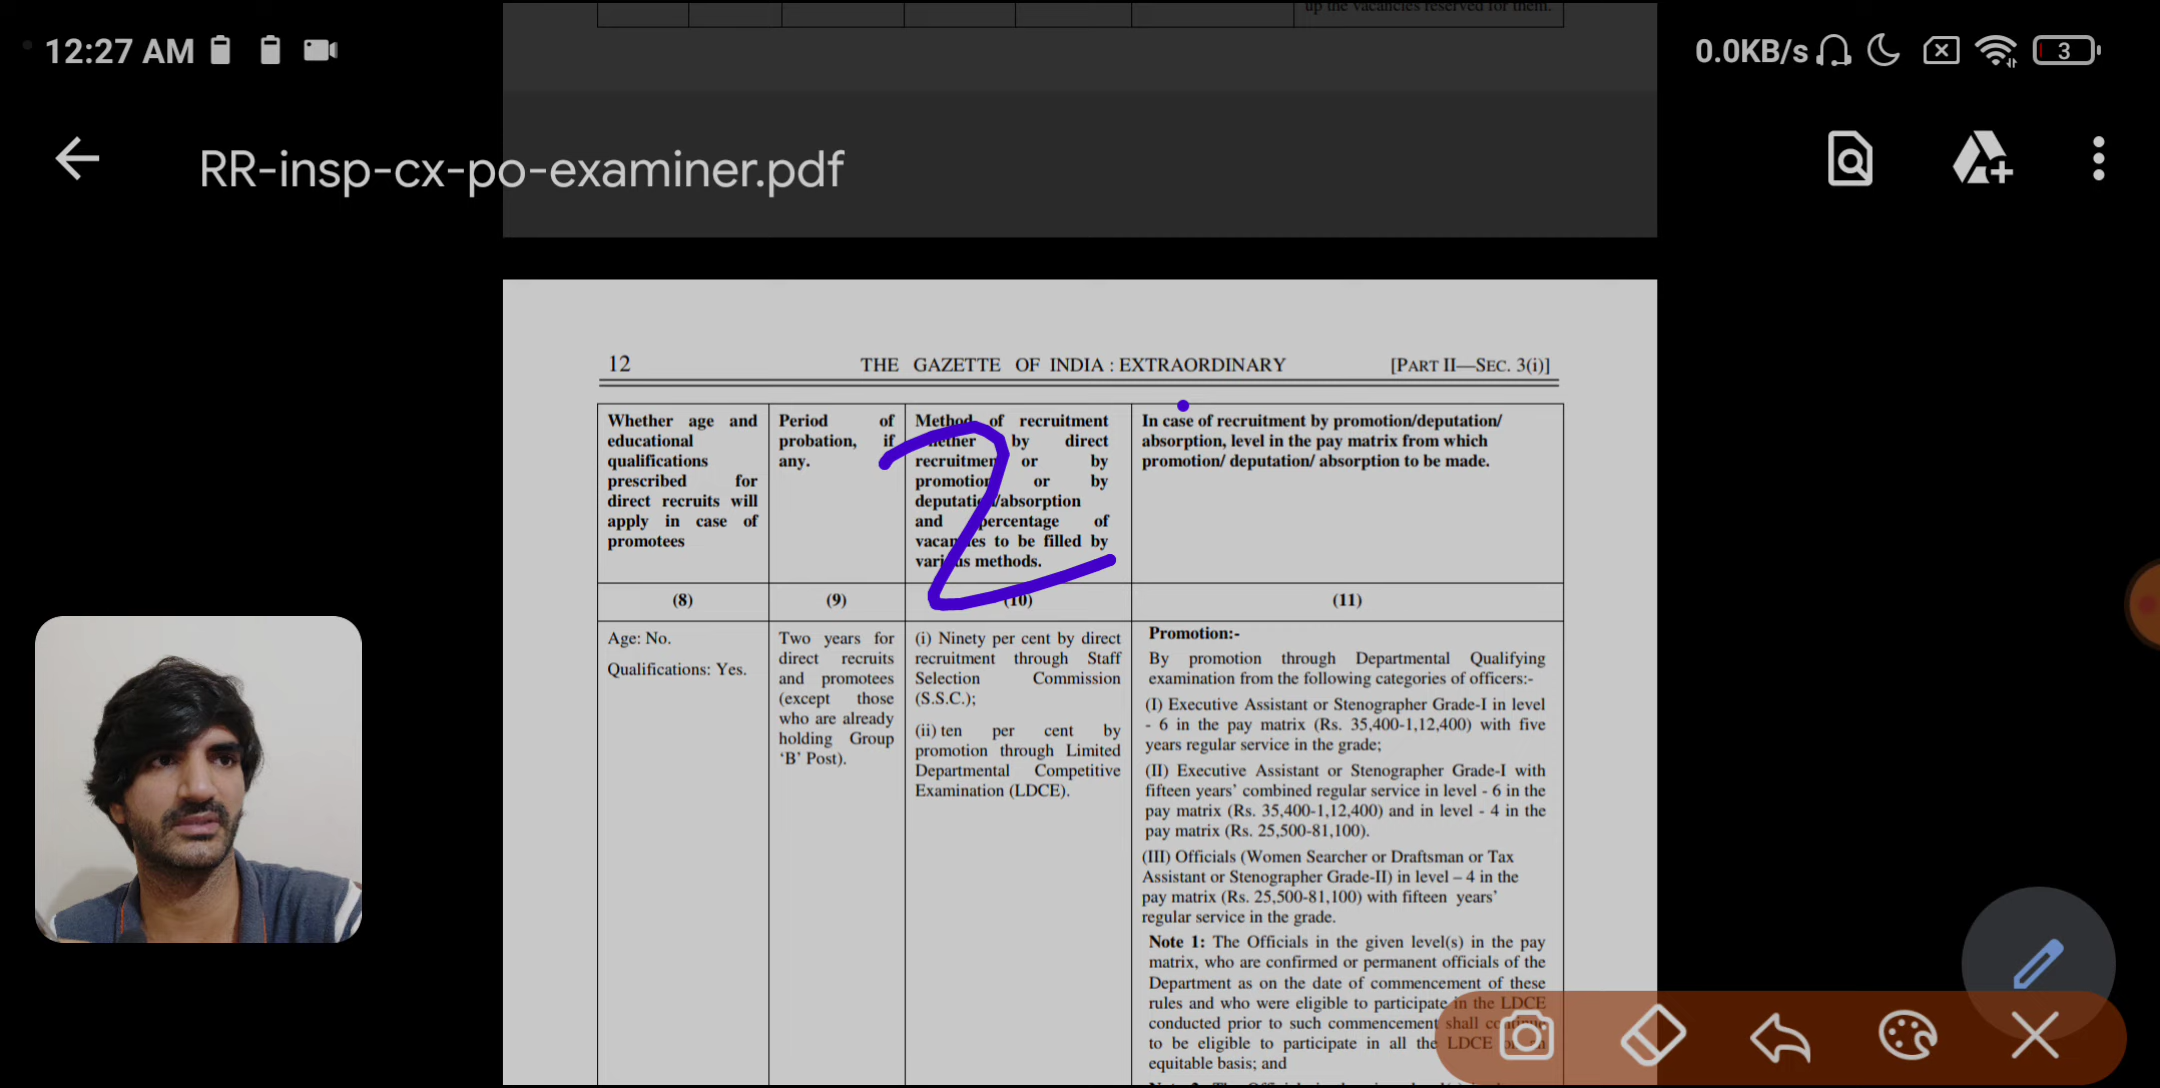 up the vacancies reserved for them.
12:27 AM
0.0KB/s
3
RR-insp-cx-po-examiner.pdf
12 THE GAZETTE OF INDIA : EXTRAORDINARY [PART II—SEC. 3(i)]
Whether age and
educational
qualifications
prescribed for
direct recruits will
apply in case of
promotees
Period of
probation, if
any.
Method of recruitment
whether by direct
recruitment or by
promotion or by
deputation/absorption
and percentage of
vacancies to be filled by
various methods.
In case of recruitment by promotion/deputation/
absorption, level in the pay matrix from which
promotion/ deputation/ absorption to be made.
2
(8) (9) (10) (11)
Age: No.
Qualifications: Yes.
Two years for
direct recruits
and promotees
(except those
who are already
holding Group
‘B’ Post).
(i) Ninety per cent by direct
recruitment through Staff
Selection Commission
(S.S.C.);
(ii) ten per cent by
promotion through Limited
Departmental Competitive
Examination (LDCE).
Promotion:-
By promotion through Departmental Qualifying
examination from the following categories of officers:-
(I) Executive Assistant or Stenographer Grade-I in level
- 6 in the pay matrix (Rs. 35,400-1,12,400) with five
years regular service in the grade;
(II) Executive Assistant or Stenographer Grade-I with
fifteen years’ combined regular service in level - 6 in the
pay matrix (Rs. 35,400-1,12,400) and in level - 4 in the
pay matrix (Rs. 25,500-81,100).
(III) Officials (Women Searcher or Draftsman or Tax
Assistant or Stenographer Grade-II) in level – 4 in the
pay matrix (Rs. 25,500-81,100) with fifteen years’
regular service in the grade.
Note 1: The Officials in the given level(s) in the pay
matrix, who are confirmed or permanent officials of the
Department as on the date of commencement of these
rules and who were eligible to participate in the LDCE
conducted prior to such commencement shall continue
to be eligible to participate in all the LDCE on an
equitable basis; and